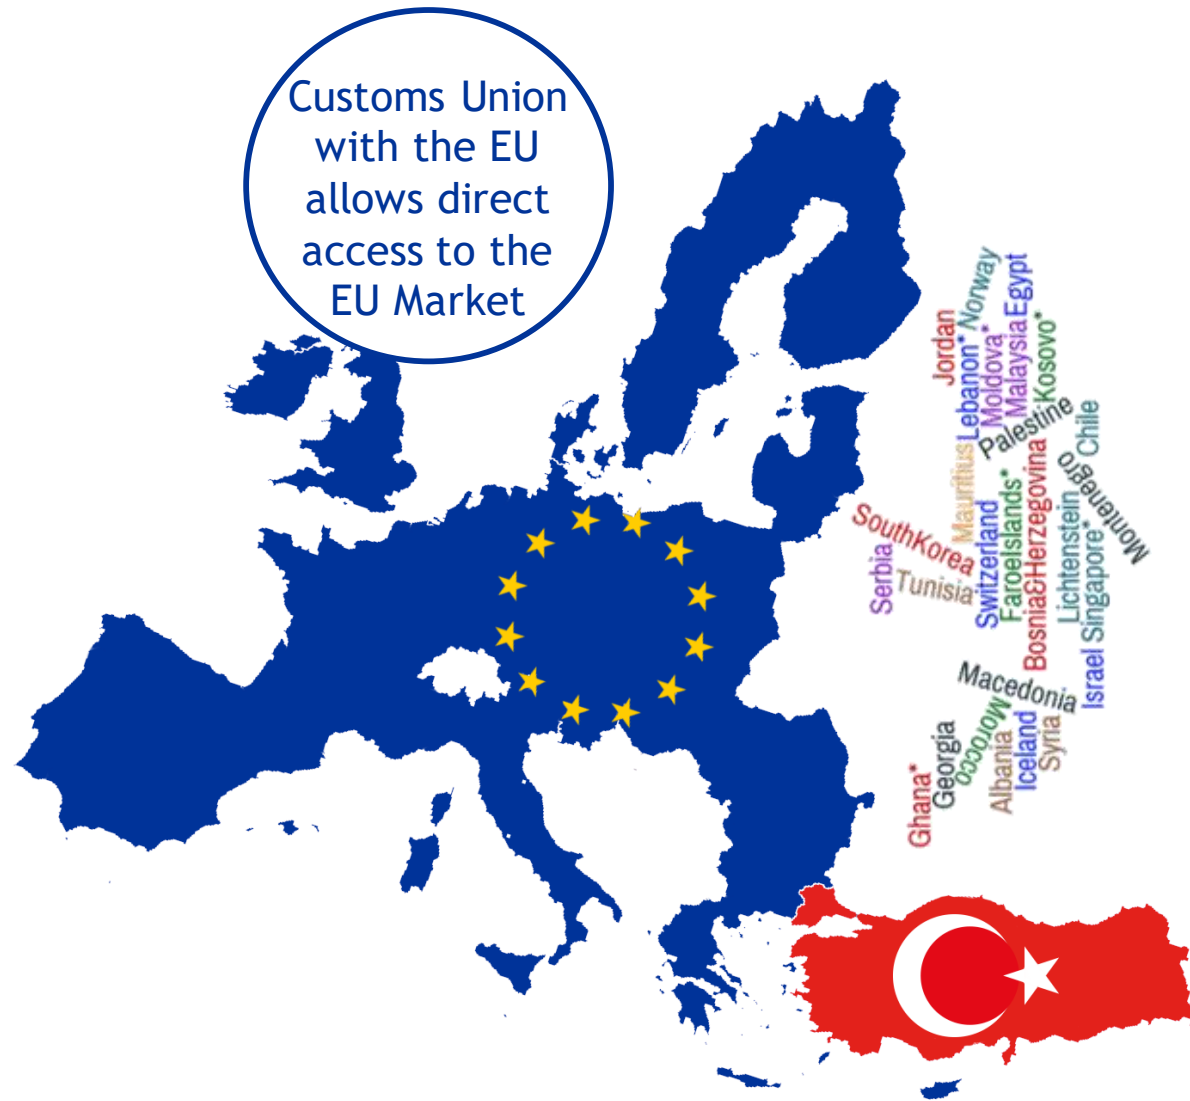 Customs Union
with the EU
allows direct
access to the
EU Market
Jordan
Norway
Egypt
Lebanon*
Moldova*
Malaysia
Kosovo*
Palestine
Chile
Mauritius
Montenegro
SouthKorea
Serbia
Tunisia
Switzerland
FaroeIslands*
Bosnia&Herzegovina
Lichtenstein
Singapore*
Israel
Macedonia
Morocco
Georgia
Ghana*
Albania
Iceland
Syria